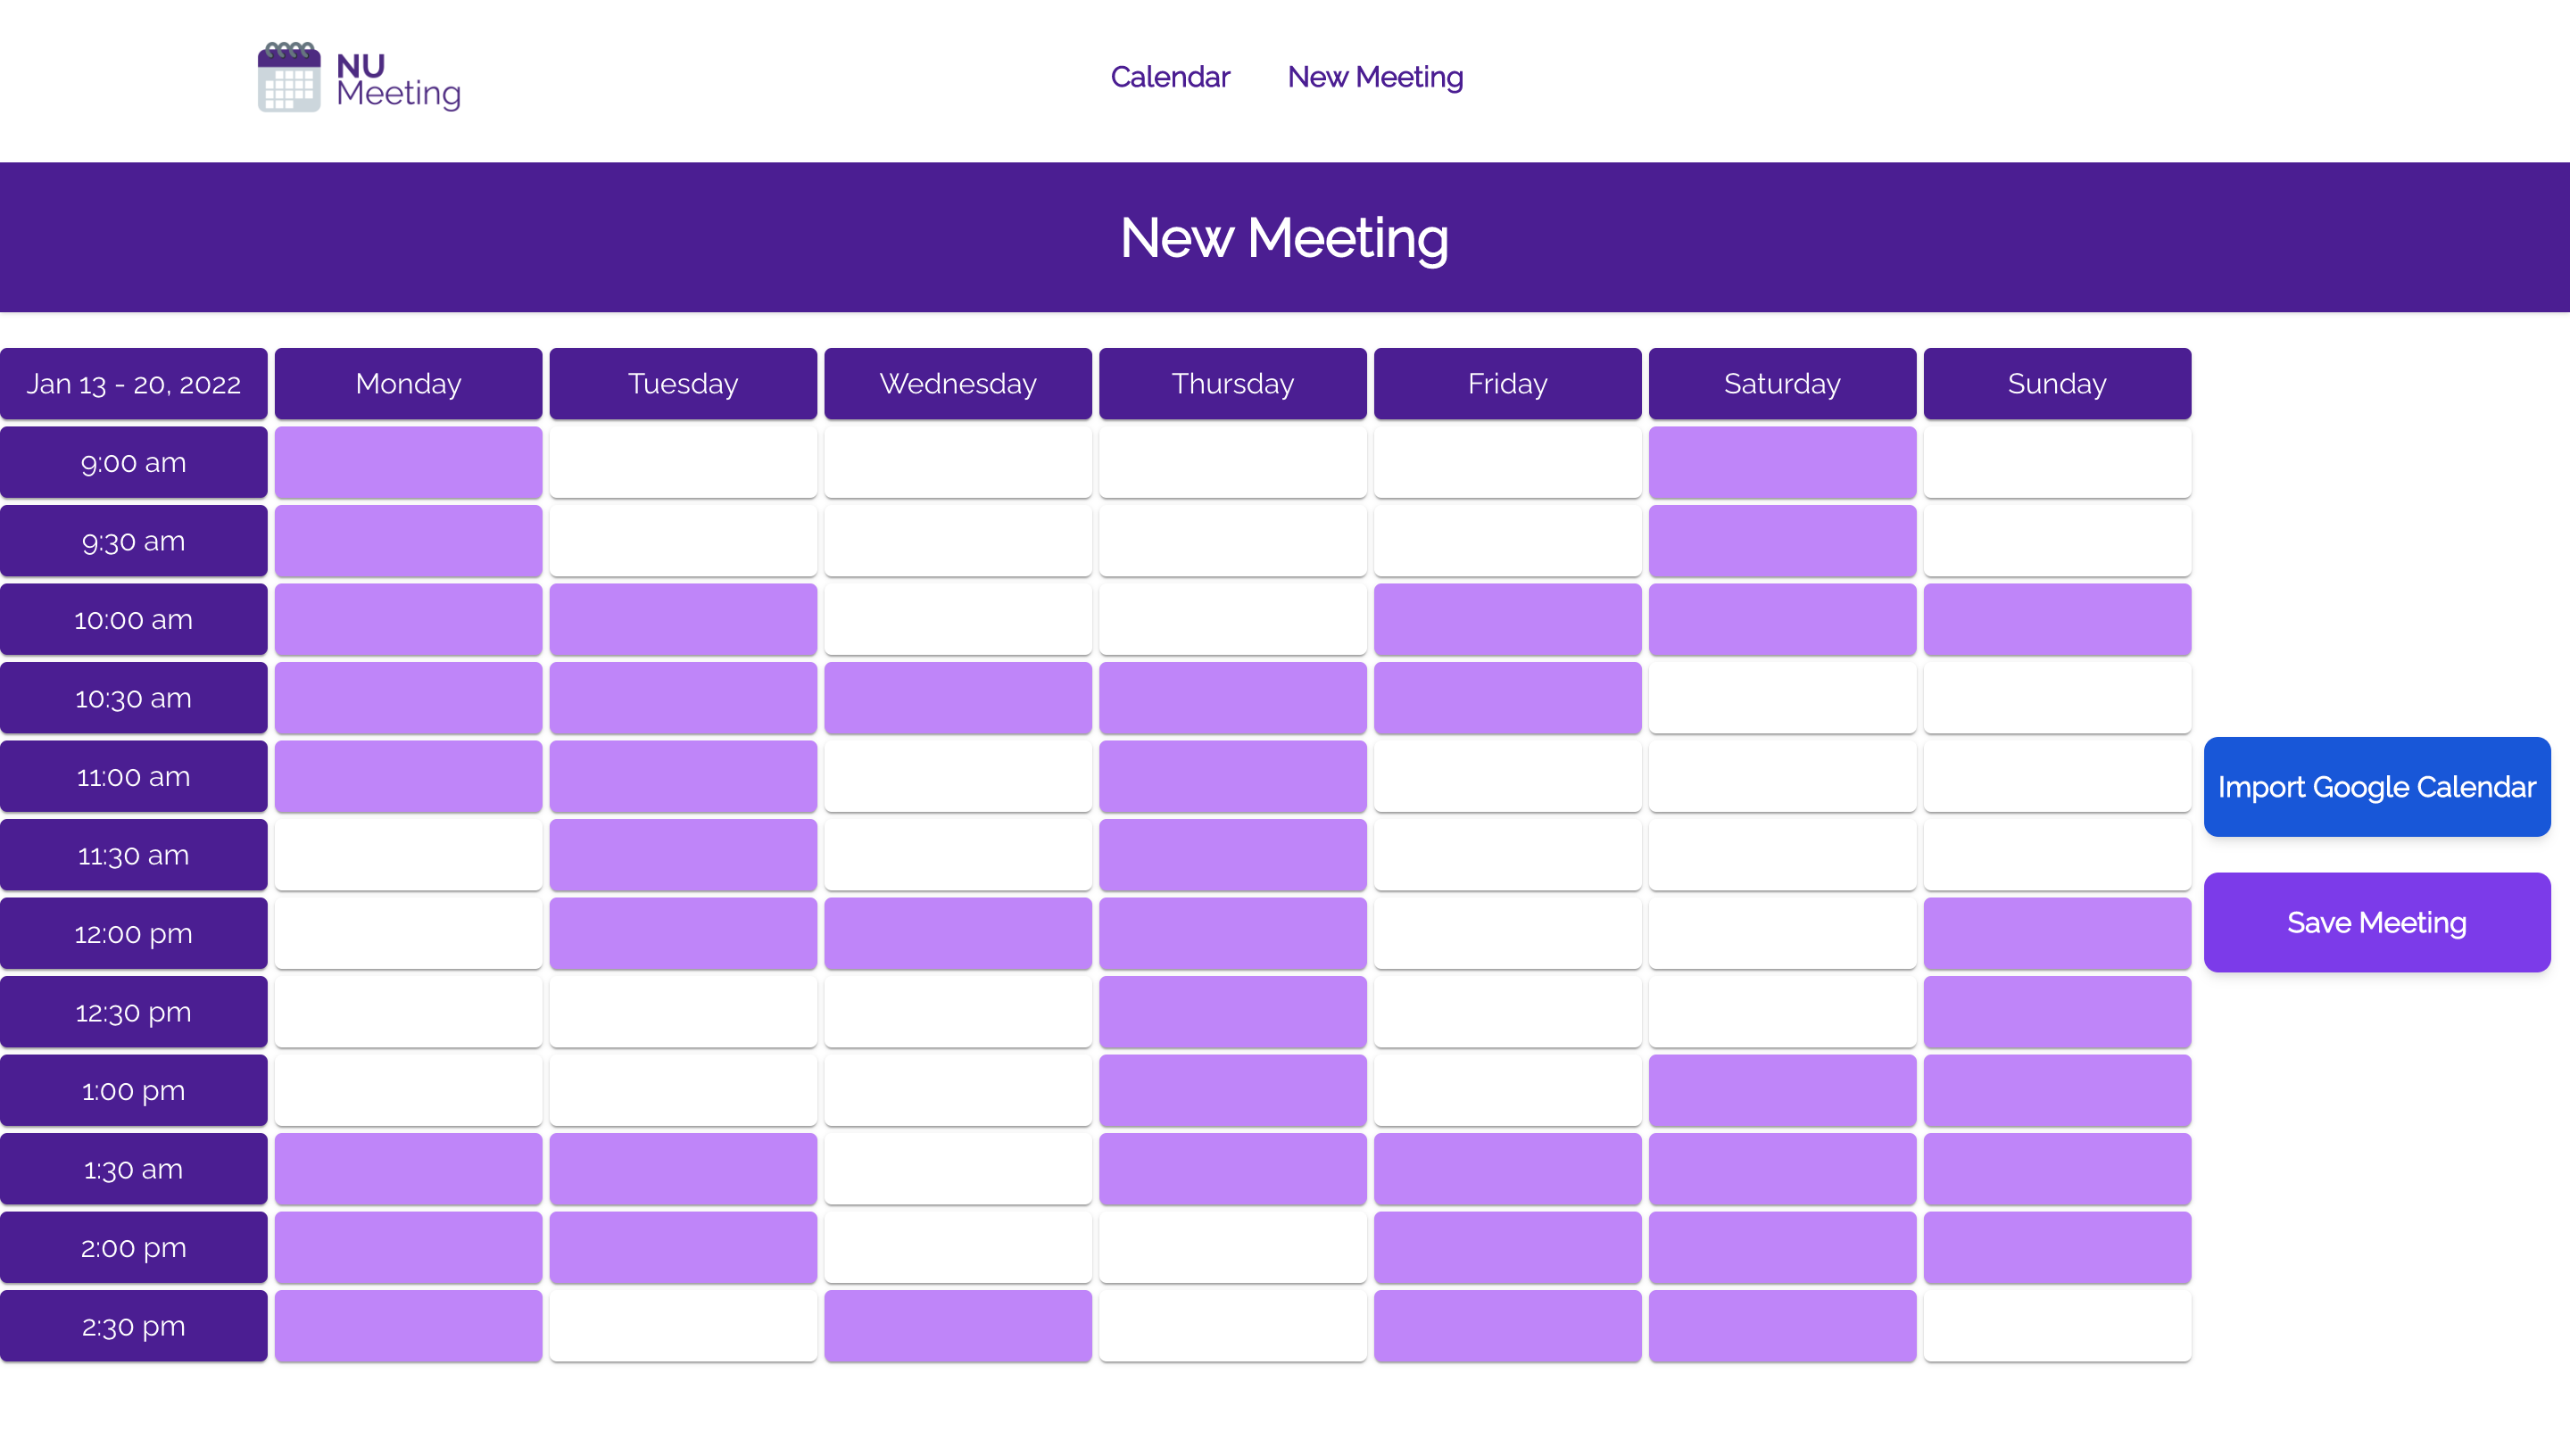 NU
Meeting
Calendar New Meeting
New Meeting
Jan 13 - 20, 2022 Monday Tuesday Wednesday Thursday Friday Saturday Sunday
9:00 am
9:30 am
10:00 am
10:30 am
11:00 am
Import Google Calendar
11:30 am
12:00 pm
Save Meeting
12:30 pm
1:00 pm
1:30 am
2:00 pm
2:30 pm